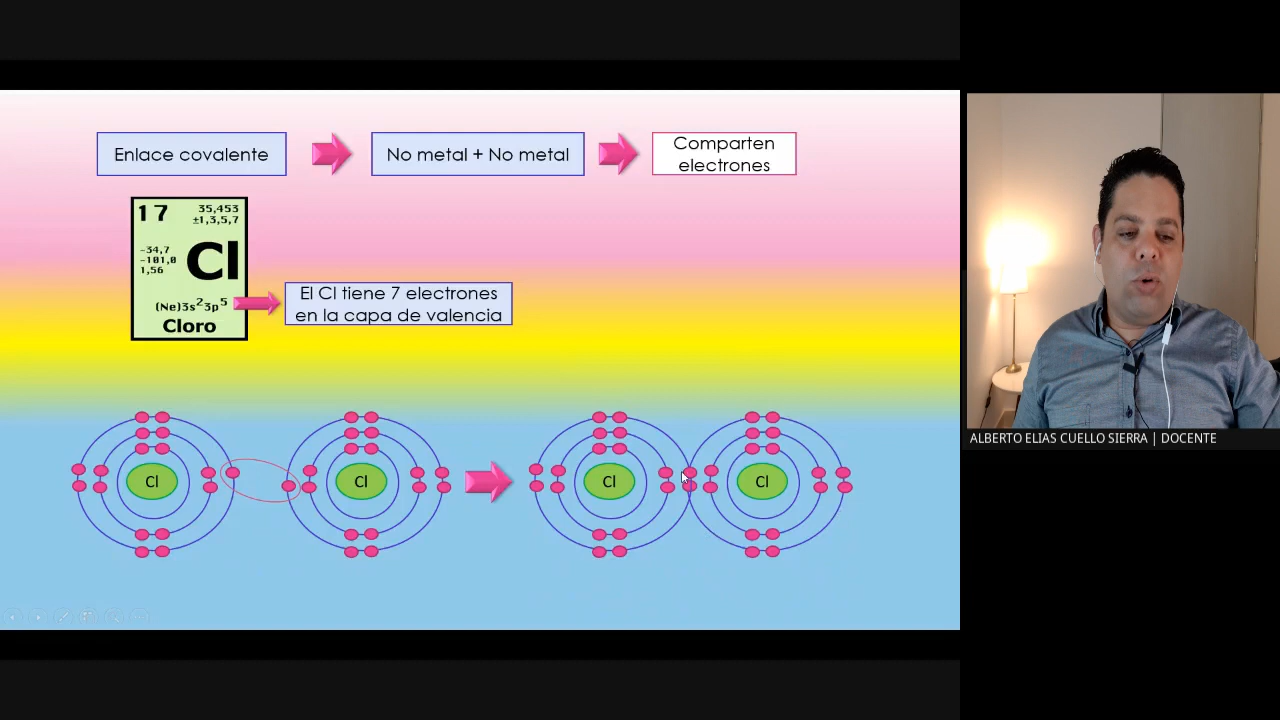 Enlace covalente
No metal + No metal
Comparten
electrones
17
35,453
±1,3,5,7
-34,7
-101,0
1,56
Cl
(Ne)3s²3p⁵
Cloro
El Cl tiene 7 electrones
en la capa de valencia
Cl
Cl
Cl
Cl
ALBERTO ELIAS CUELLO SIERRA | DOCENTE